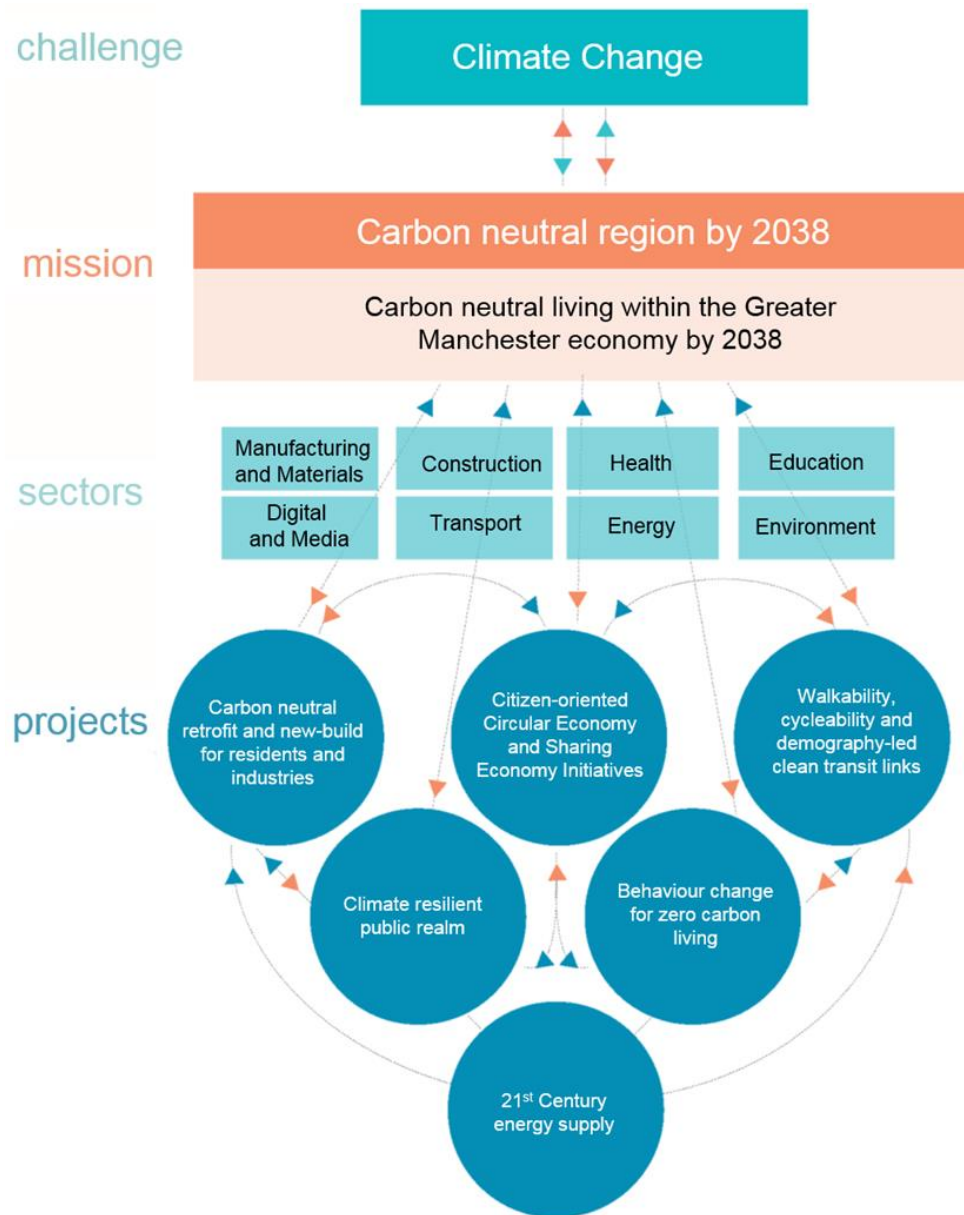 challenge
Climate Change
mission
Carbon neutral region by 2038
Carbon neutral living within the Greater
Manchester economy by 2038
sectors
Manufacturing
and Materials
Construction
Health
Education
Digital
and Media
Transport
Energy
Environment
projects
Carbon neutral
retrofit and new-build
for residents and
industries
Citizen-oriented
Circular Economy
and Sharing
Economy Initiatives
Walkability,
cycleability and
demography-led
clean transit links
Climate resilient
public realm
Behaviour change
for zero carbon
living
21st Century
energy supply